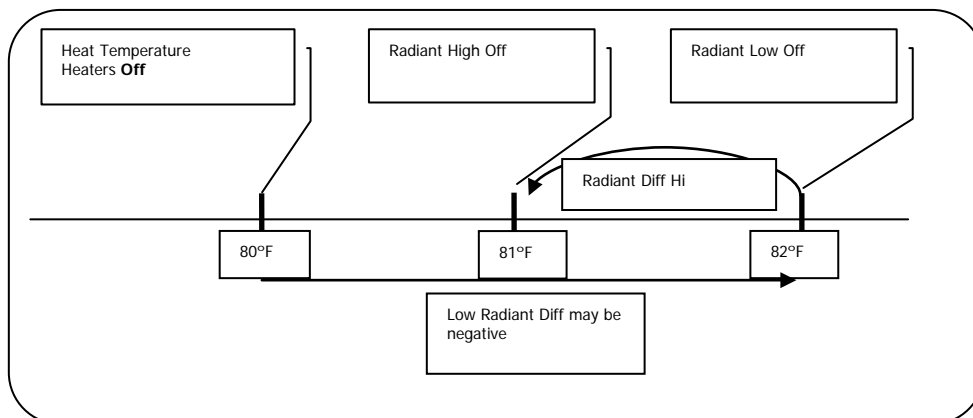 Heat Temperature
Heaters Off
Radiant High Off
Radiant Low Off
Radiant Diff Hi
80°F
81°F
82°F
Low Radiant Diff may be
negative